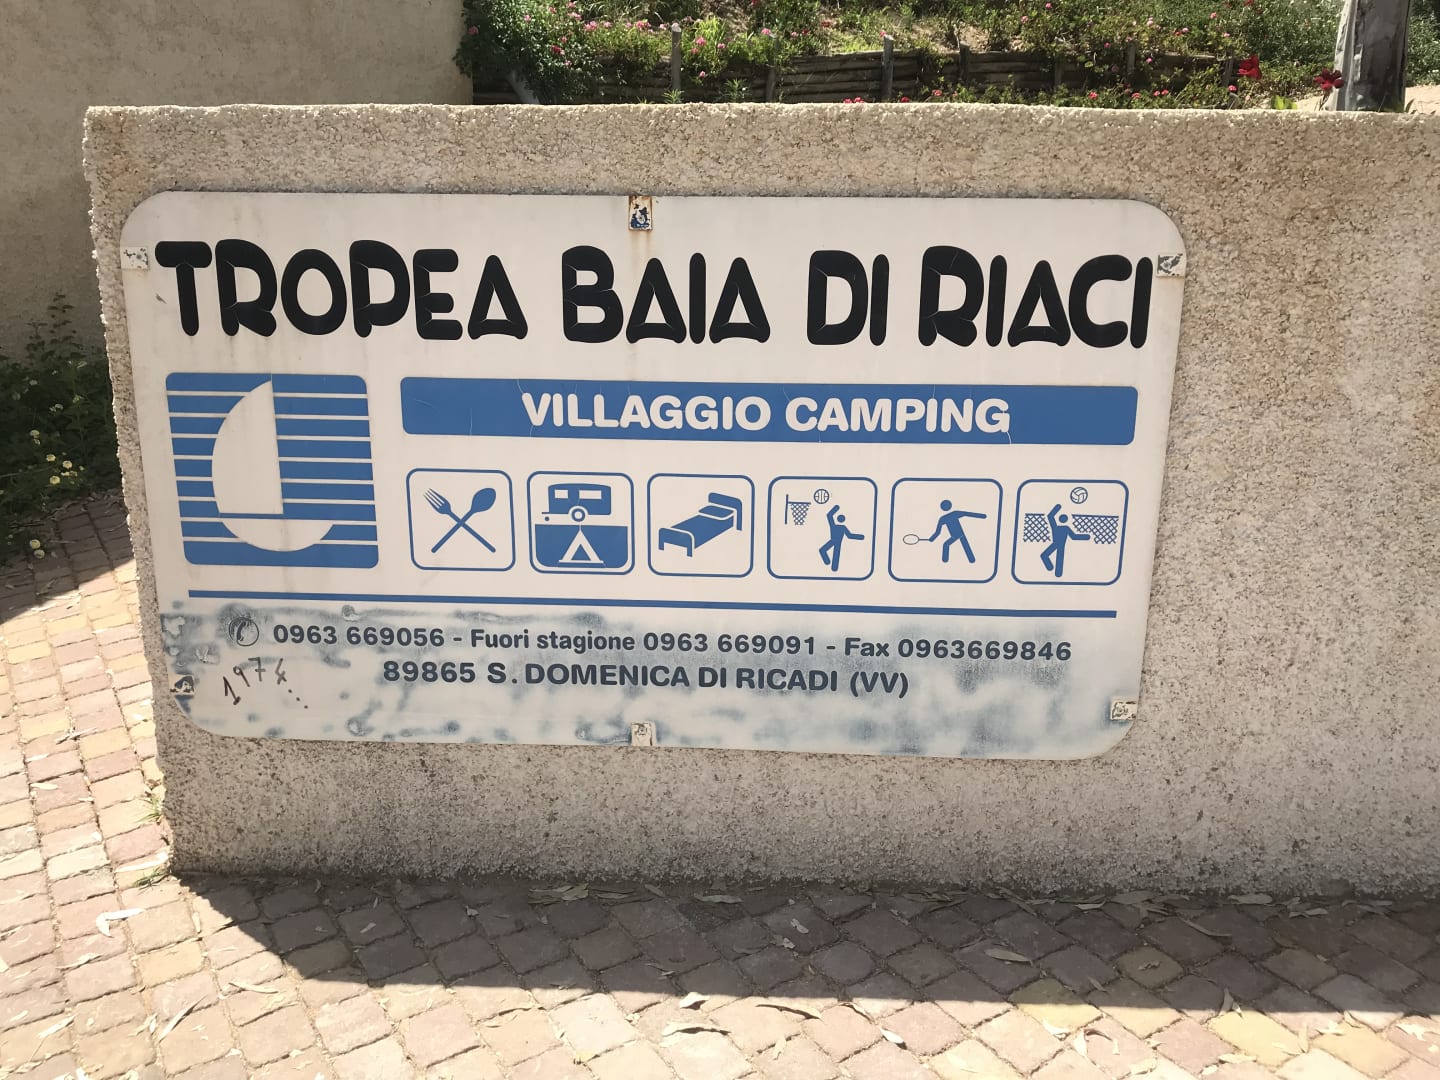 TROPEA BAIA DI RIACI
VILLAGGIO CAMPING
0963 669056 - Fuori stagione 0963 669091 - Fax 0963669846
89865 S. DOMENICA DI RICADI (VV)
1974...